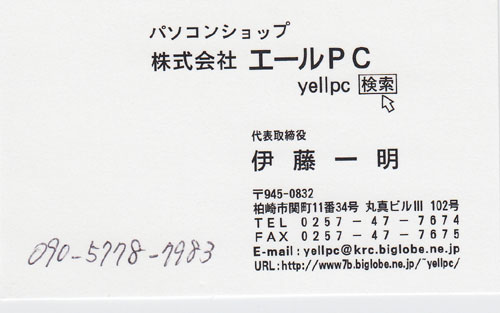 パソコンショップ
株式会社 エールPC
yellpc 検索
代表取締役
伊藤一明
〒945-0832
柏崎市関町11番34号 丸真ビルⅢ 102号
TEL 0257-47-7674
FAX 0257-47-7675
E-mail:yellpc@krc.biglobe.ne.jp
URL:http://www7b.biglobe.ne.jp/~yellpc/
090-5778-7983